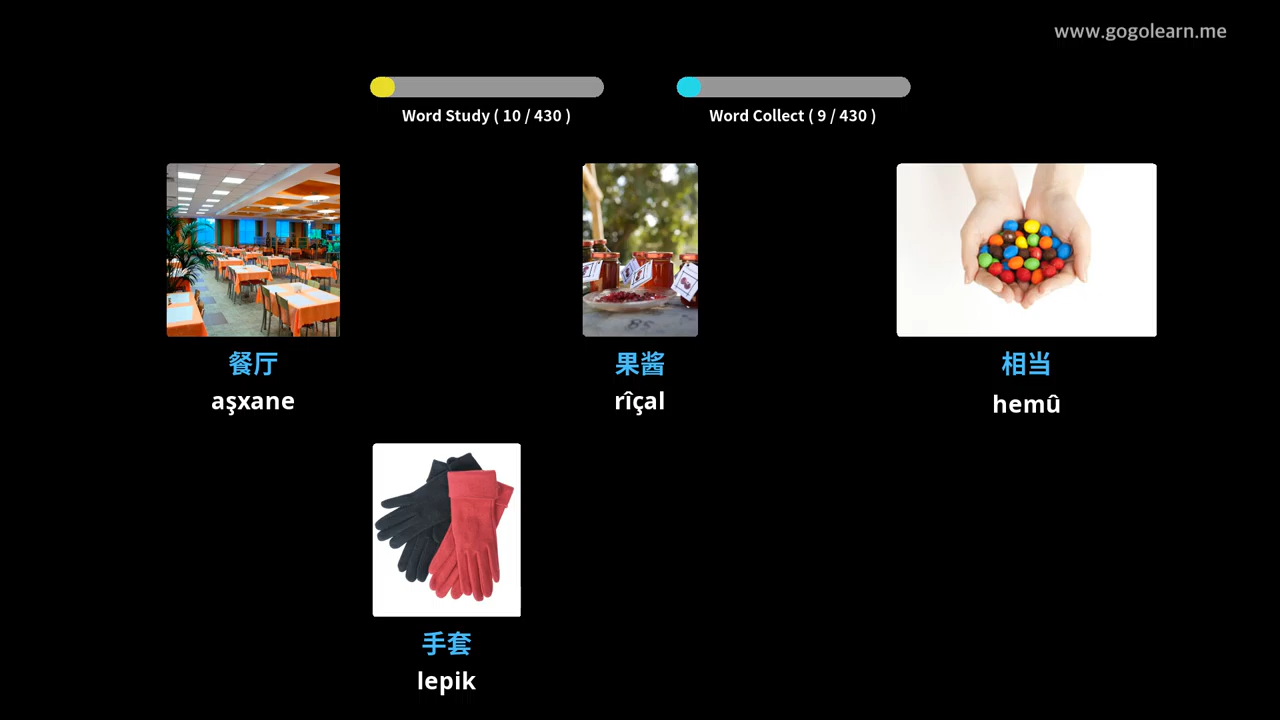 www.gogolearn.me
Word Study ( 10 / 430 )
Word Collect ( 9 / 430 )
餐厅
aşxane
果酱
rîçal
相当
hemû
手套
lepik